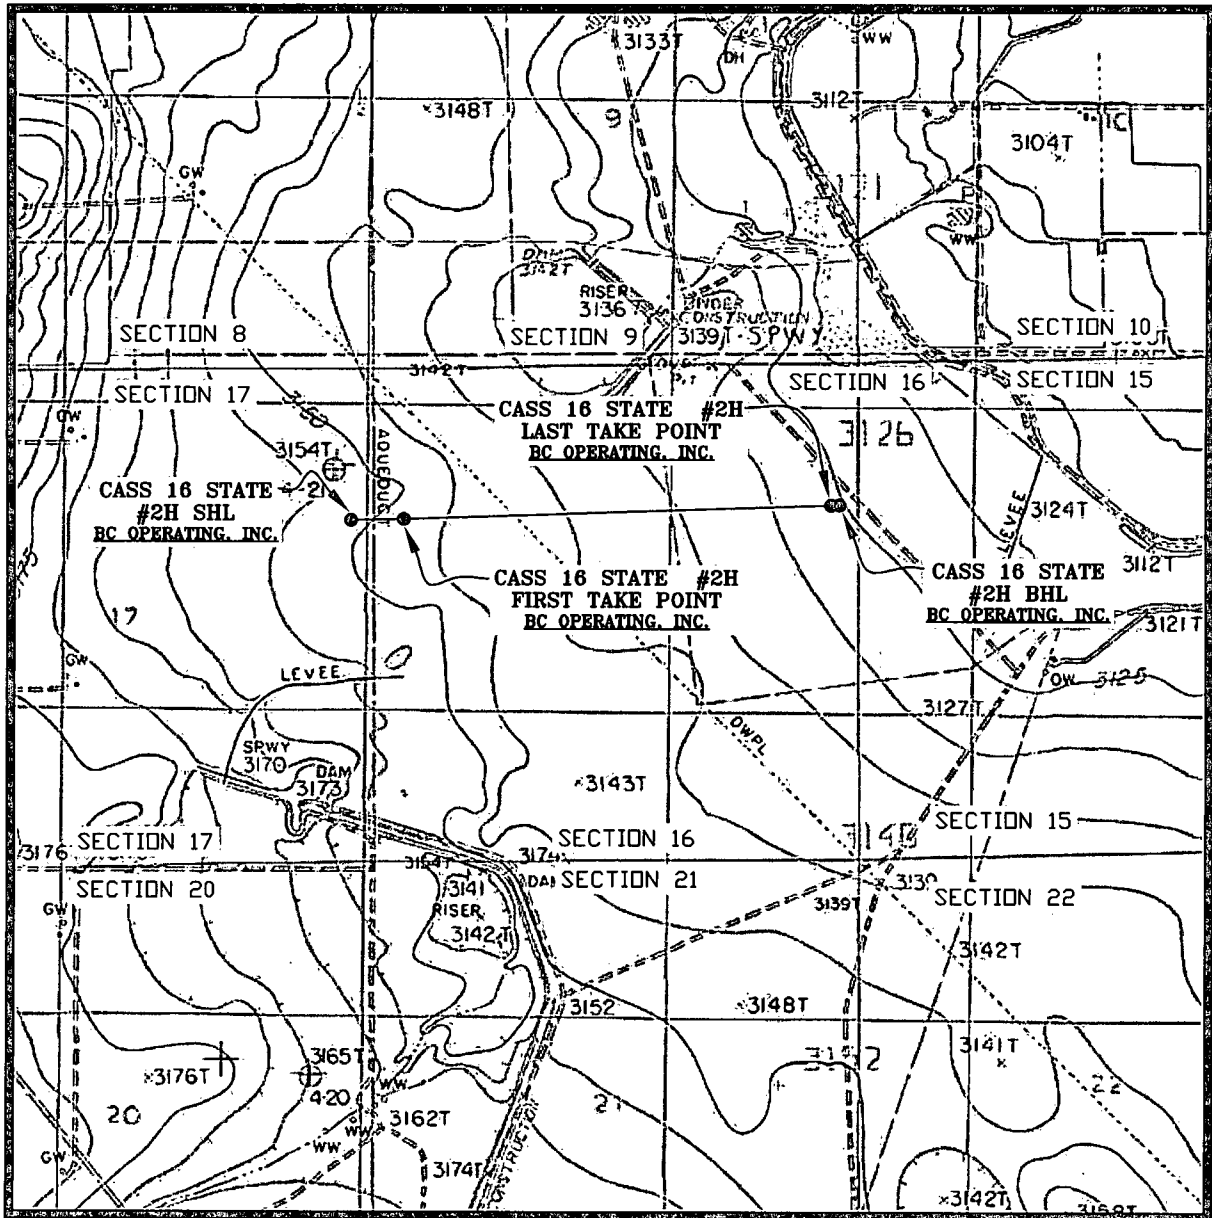 3133T
WW
DH
3148T
9
3112T
IC
3104T
GW
WW
3142T
RISER
3136
UNDER
CONSTRUCTION
SECTION 8
SECTION 9
3139T SPWY
SECTION 10
3142T
SECTION 17
SECTION 16
SECTION 15
GW
CASS 16 STATE #2H
LAST TAKE POINT
BC OPERATING, INC.
3126
AQUEDUCT
3154T
4-21
CASS 16 STATE
#2H SHL
BC OPERATING, INC.
LEVEE
3124T
3112T
CASS 16 STATE #2H
FIRST TAKE POINT
BC OPERATING, INC.
CASS 16 STATE
#2H BHL
BC OPERATING, INC.
17
3121T
GW
LEVEE
OW
3125
3127T
OWPL
SPWY
3170
DAM
3173
3143T
SECTION 17
SECTION 16
SECTION 15
3176
SECTION 20
SECTION 21
SECTION 22
3141
RISER
3142T
GW
3139T
3142T
3152
3148T
3141T
3165T
3176T
4-20
WW
20
3162T
WW
WW
GW
21
22
3174T
3142T